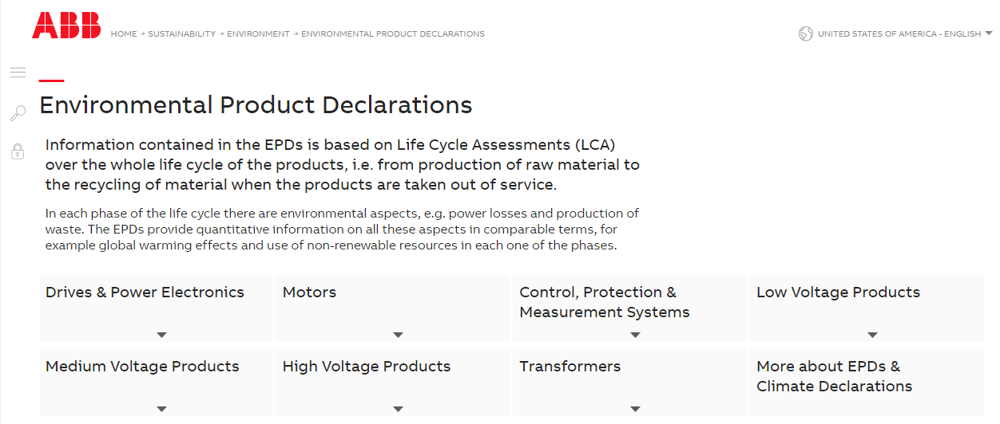 ABB
HOME → SUSTAINABILITY → ENVIRONMENT → ENVIRONMENTAL PRODUCT DECLARATIONS
UNITED STATES OF AMERICA - ENGLISH
Environmental Product Declarations
Information contained in the EPDs is based on Life Cycle Assessments (LCA)
over the whole life cycle of the products, i.e. from production of raw material to
the recycling of material when the products are taken out of service.
In each phase of the life cycle there are environmental aspects, e.g. power losses and production of
waste. The EPDs provide quantitative information on all these aspects in comparable terms, for
example global warming effects and use of non-renewable resources in each one of the phases.
Drives & Power Electronics
Motors
Control, Protection &
Measurement Systems
Low Voltage Products
Medium Voltage Products
High Voltage Products
Transformers
More about EPDs &
Climate Declarations